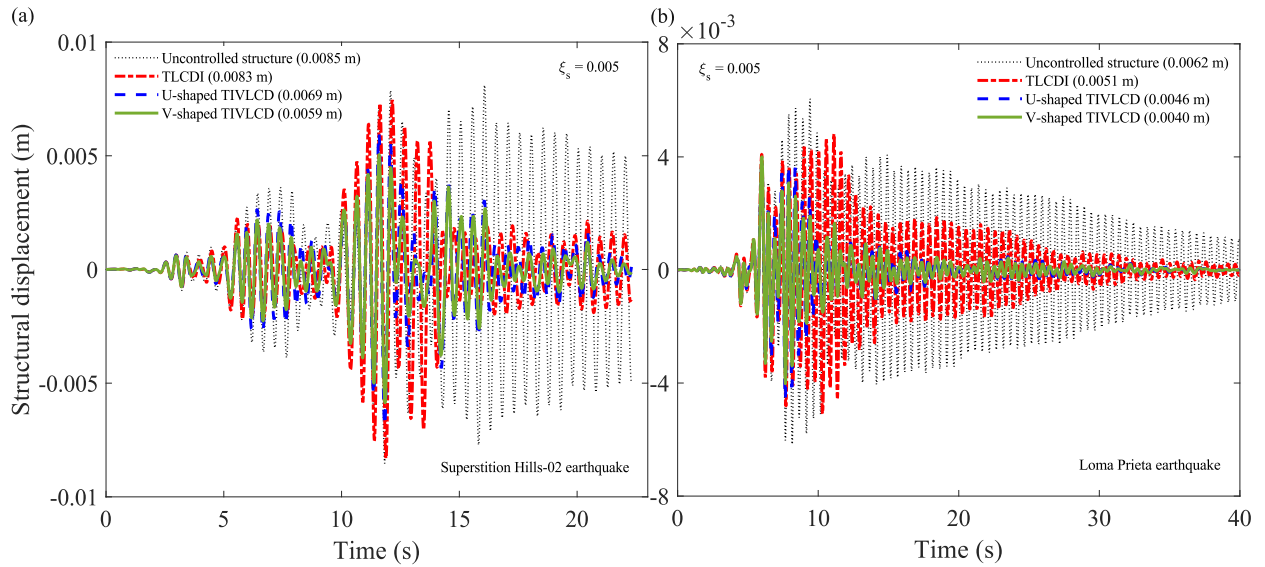 (a)
0.01
0.005
0
-0.005
-0.01
Structural displacement (m)
Uncontrolled structure (0.0085 m)
TLCDI (0.0083 m)
U-shaped TIVLCD (0.0069 m)
V-shaped TIVLCD (0.0059 m)
ξs = 0.005
Superstition Hills-02 earthquake
0 5 10 15 20
Time (s)
(b)
×10-3
8
4
0
-4
-8
ξs = 0.005
Uncontrolled structure (0.0062 m)
TLCDI (0.0051 m)
U-shaped TIVLCD (0.0046 m)
V-shaped TIVLCD (0.0040 m)
Loma Prieta earthquake
0 10 20 30 40
Time (s)